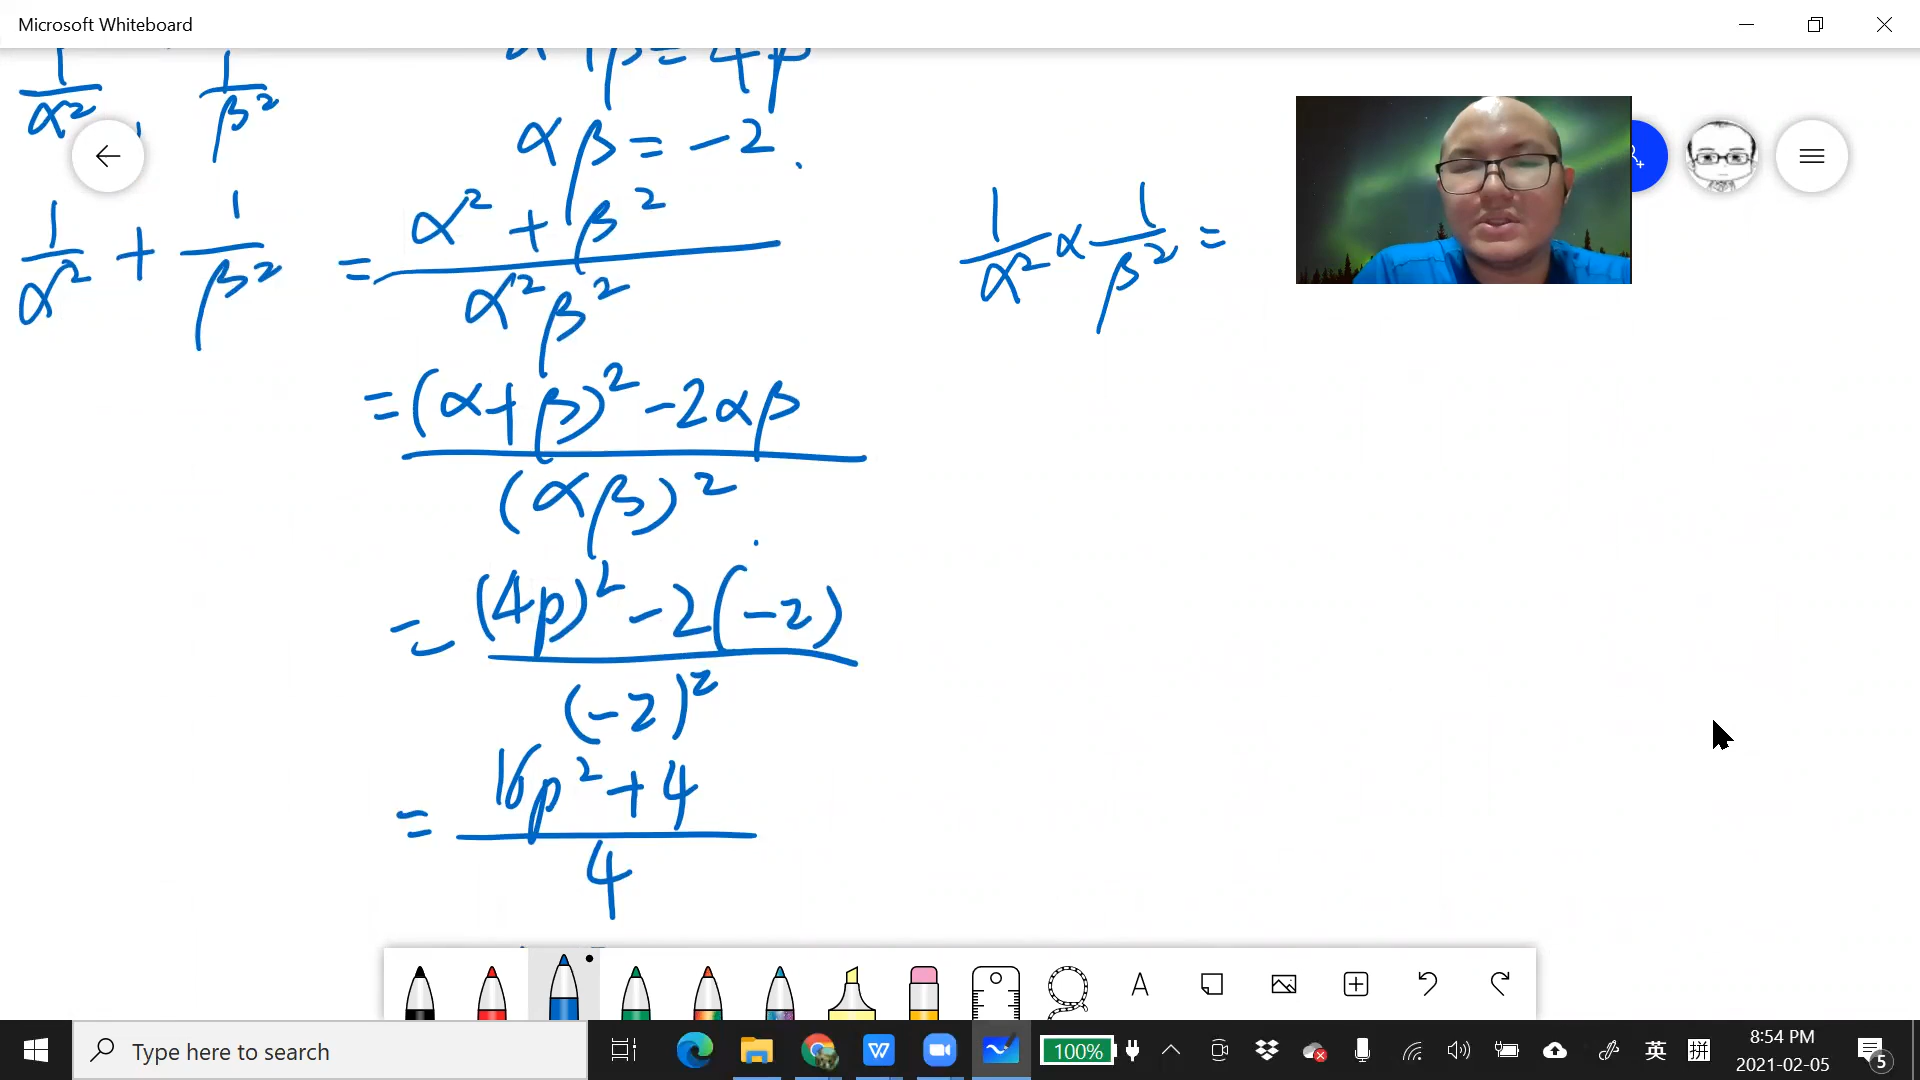 Microsoft Whiteboard
1/α² 1/β²
α + β = 4p
αβ = -2
1/α² + 1/β² = (α² + β²)/(α²β²)
1/α² × 1/β² =
= ((α+β)² - 2αβ)/(αβ)²
= ((4p)² - 2(-2))/(-2)²
= (16p² + 4)/4
A
Type here to search
100%
英
拼
8:54 PM
2021-02-05
5